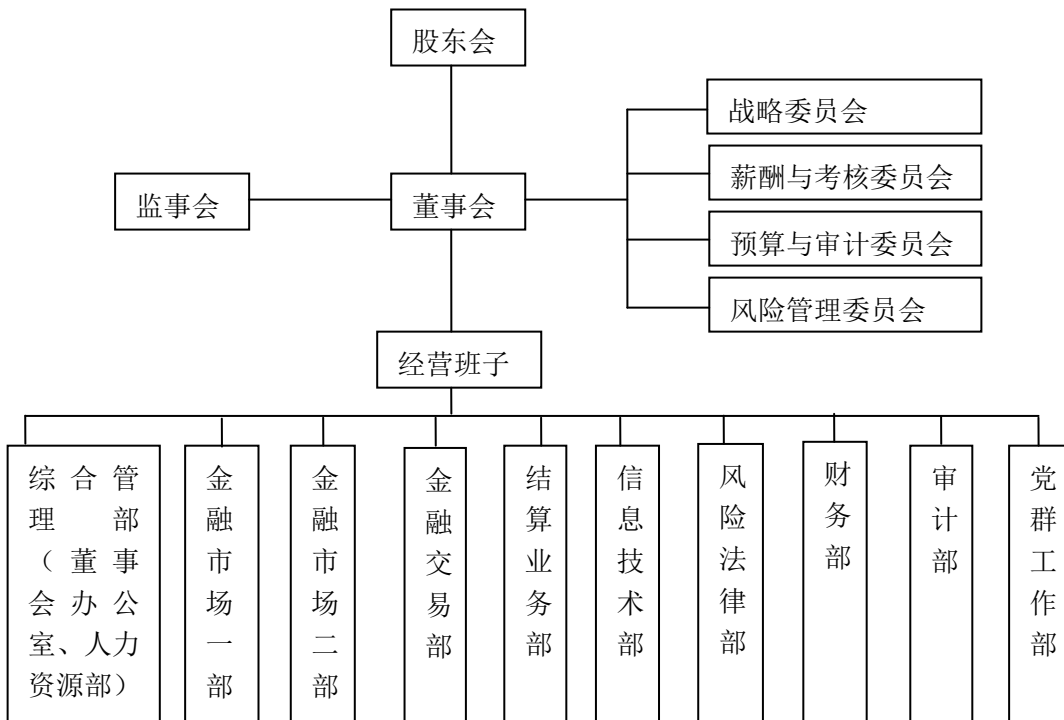 股东会
战略委员会
薪酬与考核委员会
监事会
董事会
预算与审计委员会
风险管理委员会
经营班子
综合管
理部
（董事
会办公
室、人力
资源部）
金融市场一部
金融市场二部
金融交易部
结算业务部
信息技术部
风险法律部
财务部
审计部
党群工作部